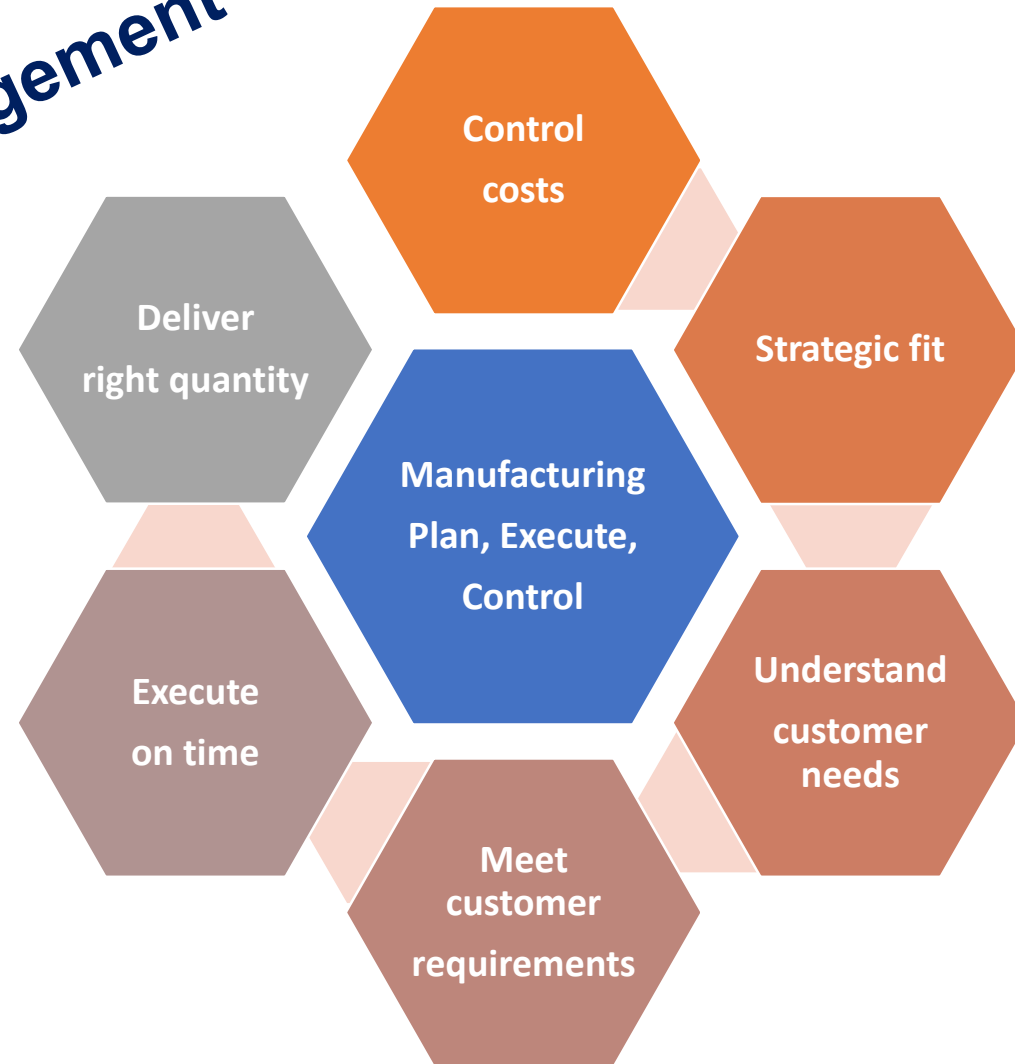 Control
costs
Strategic fit
Understand
customer
needs
Meet
customer
requirements
Execute
on time
Deliver
right quantity
Manufacturing
Plan, Execute,
Control